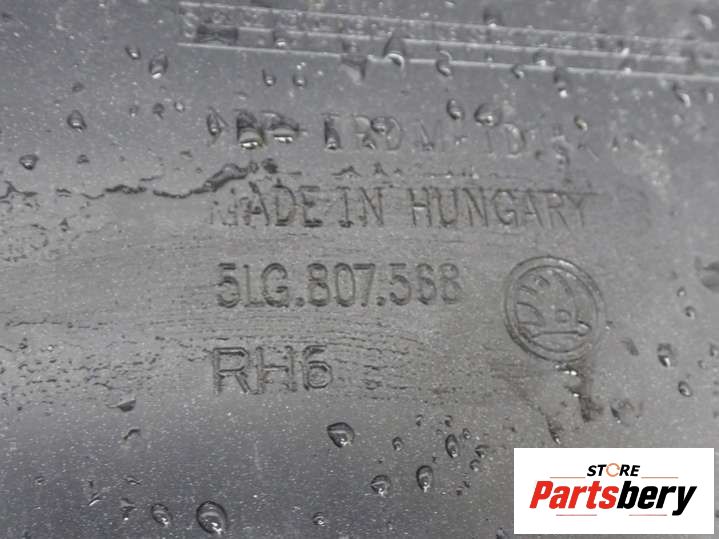 MADE IN HUNGARY
5LG.807.568
RH6
STORE
Partsbery